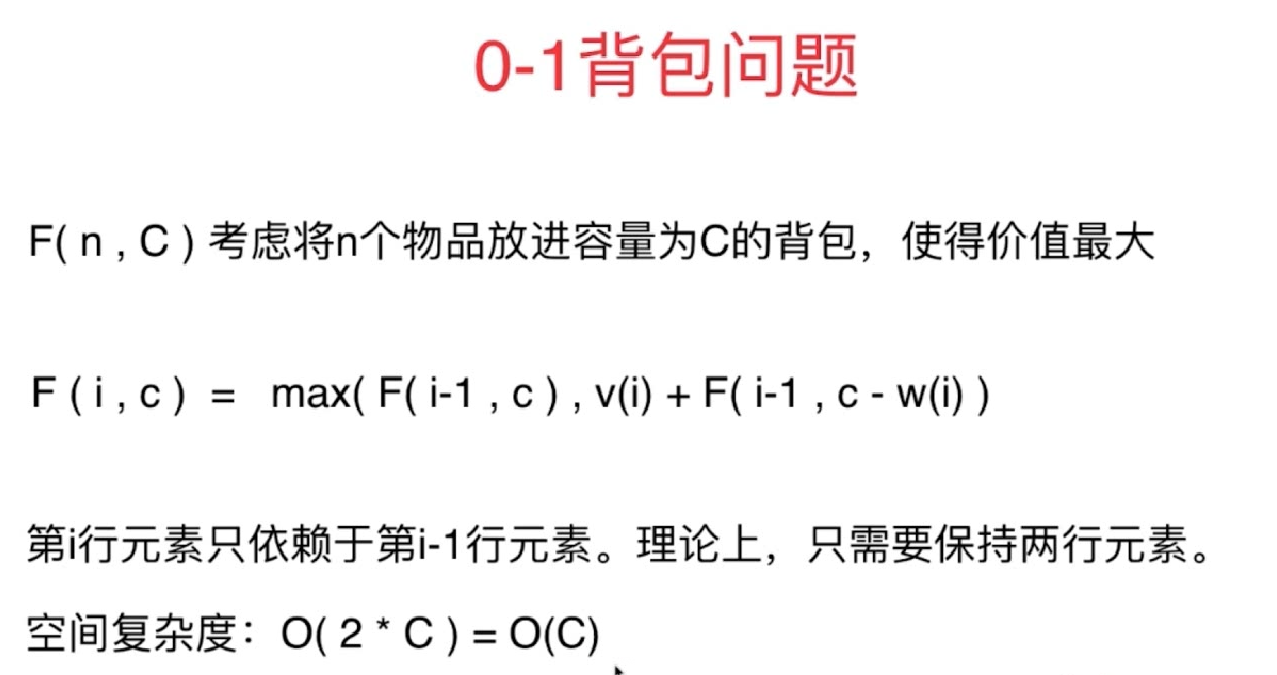 0-1背包问题
F( n , C ) 考虑将n个物品放进容量为C的背包，使得价值最大
F ( i , c ) = max( F( i-1 , c ) , v(i) + F( i-1 , c - w(i) )
第i行元素只依赖于第i-1行元素。理论上，只需要保持两行元素。
空间复杂度：O( 2 * C ) = O(C)